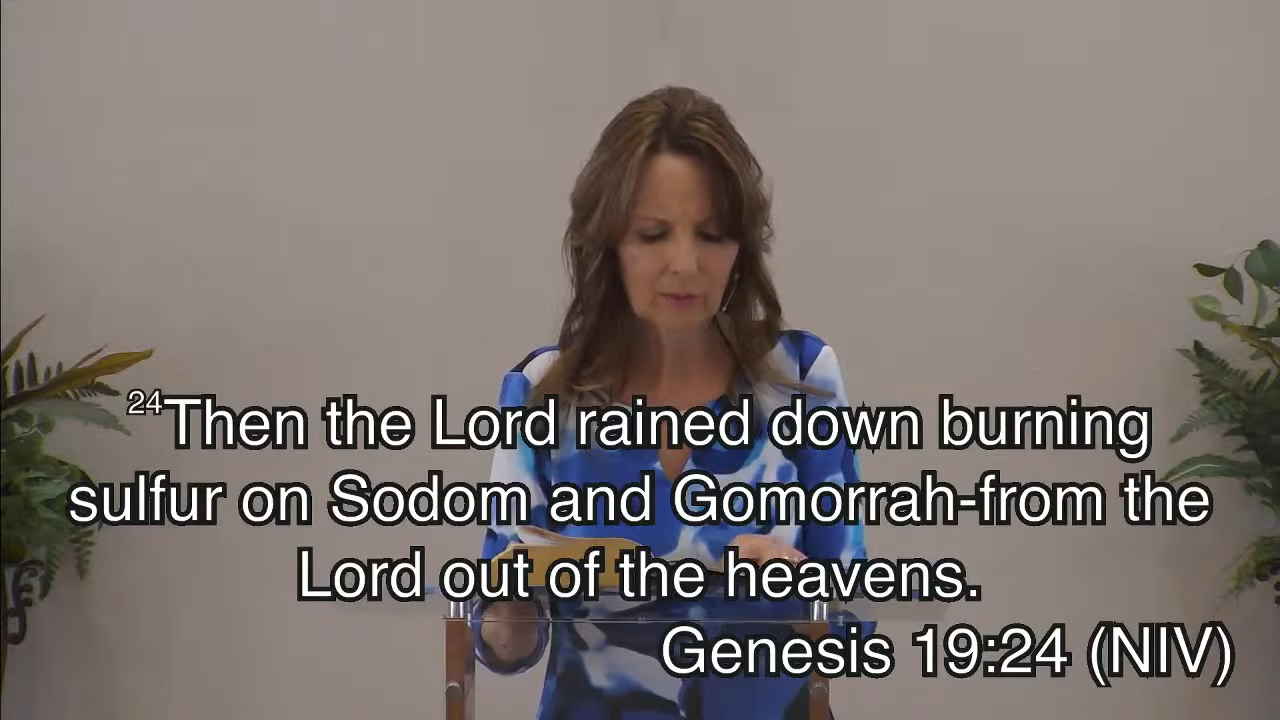 24Then the Lord rained down burning
sulfur on Sodom and Gomorrah-from the
Lord out of the heavens.
Genesis 19:24 (NIV)